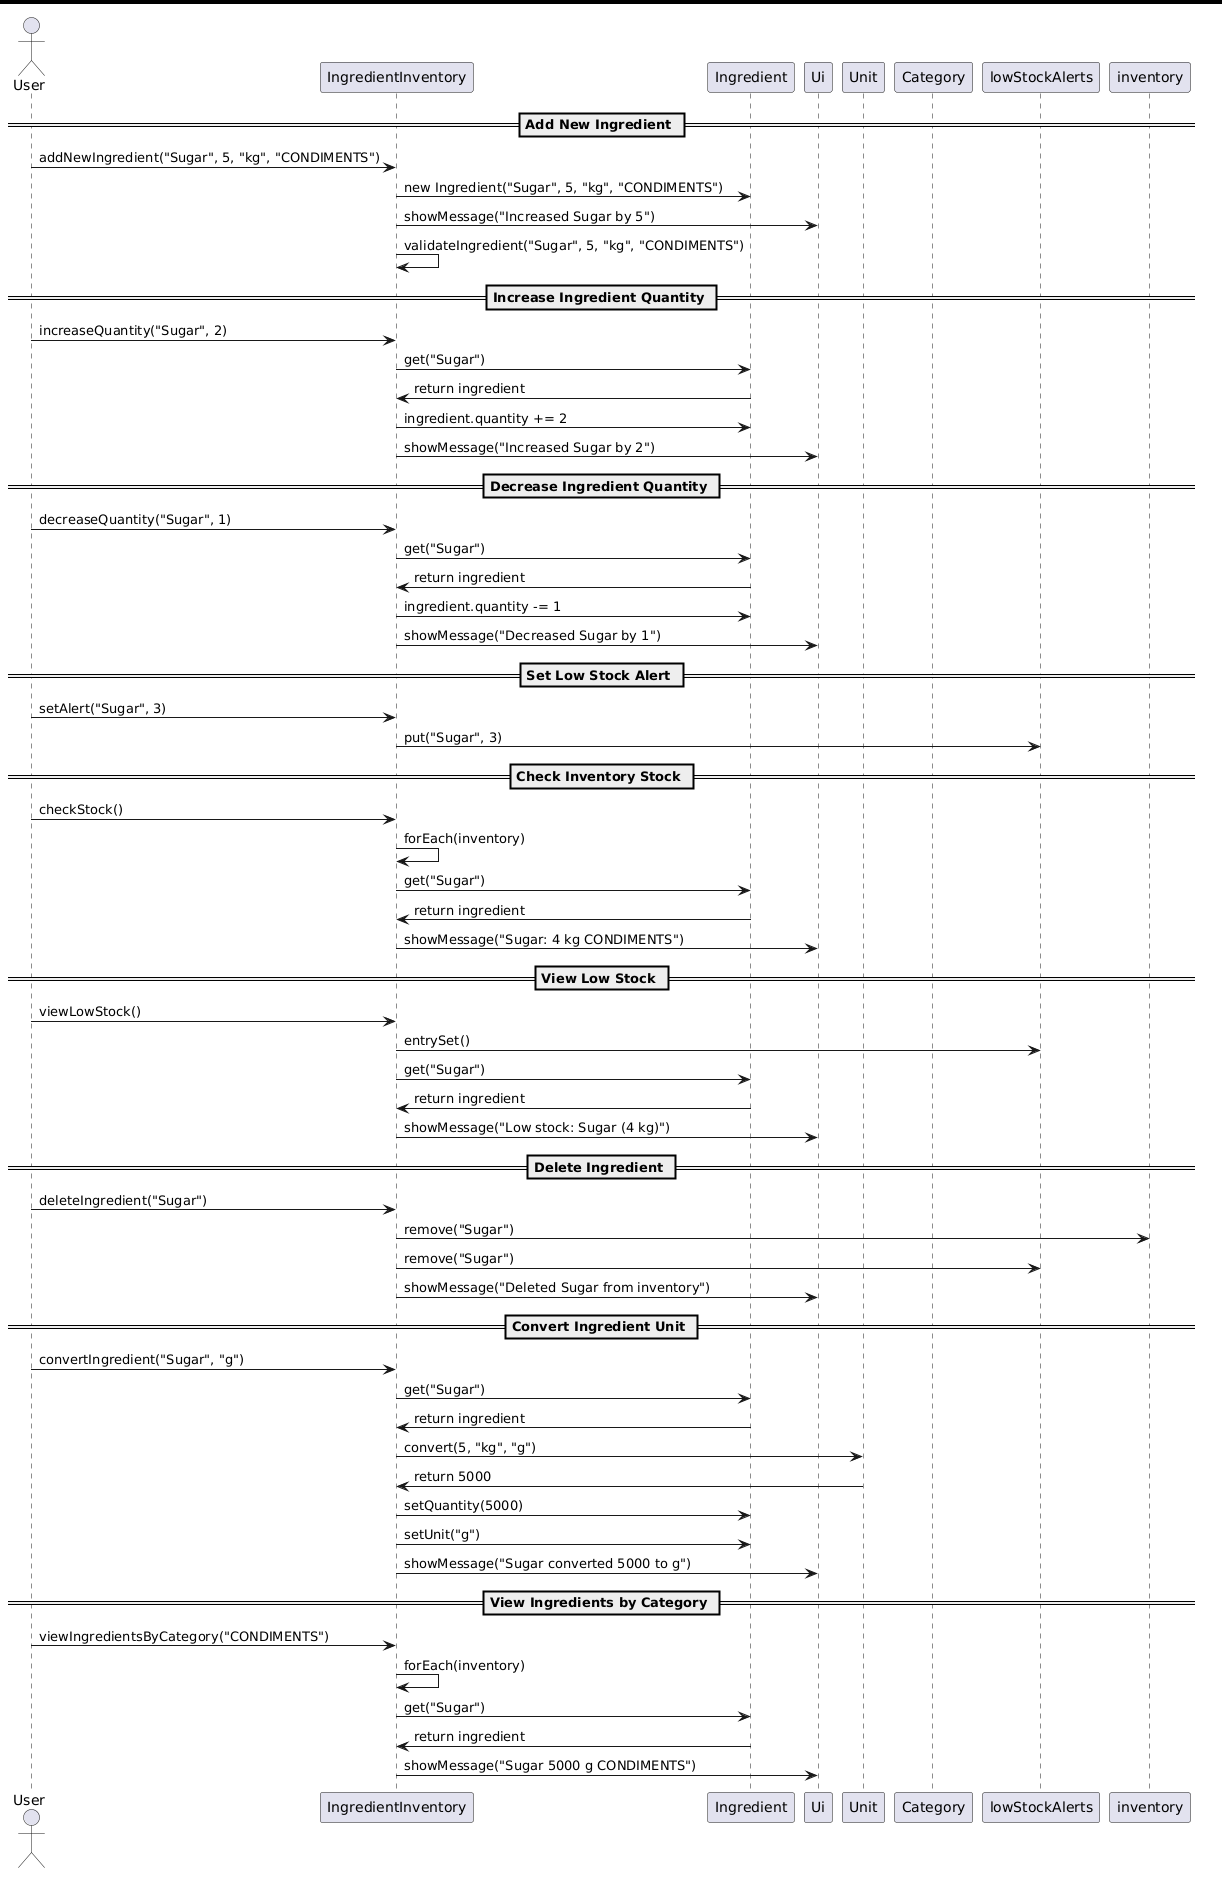 User
IngredientInventory Ingredient Ui Unit Category lowStockAlerts inventory
Add New Ingredient
addNewIngredient("Sugar", 5, "kg", "CONDIMENTS")
new Ingredient("Sugar", 5, "kg", "CONDIMENTS")
showMessage("Increased Sugar by 5")
validateIngredient("Sugar", 5, "kg", "CONDIMENTS")
Increase Ingredient Quantity
increaseQuantity("Sugar", 2)
get("Sugar")
return ingredient
ingredient.quantity += 2
showMessage("Increased Sugar by 2")
Decrease Ingredient Quantity
decreaseQuantity("Sugar", 1)
get("Sugar")
return ingredient
ingredient.quantity -= 1
showMessage("Decreased Sugar by 1")
Set Low Stock Alert
setAlert("Sugar", 3)
put("Sugar", 3)
Check Inventory Stock
checkStock()
forEach(inventory)
get("Sugar")
return ingredient
showMessage("Sugar: 4 kg CONDIMENTS")
View Low Stock
viewLowStock()
entrySet()
get("Sugar")
return ingredient
showMessage("Low stock: Sugar (4 kg)")
Delete Ingredient
deleteIngredient("Sugar")
remove("Sugar")
remove("Sugar")
showMessage("Deleted Sugar from inventory")
Convert Ingredient Unit
convertIngredient("Sugar", "g")
get("Sugar")
return ingredient
convert(5, "kg", "g")
return 5000
setQuantity(5000)
setUnit("g")
showMessage("Sugar converted 5000 to g")
View Ingredients by Category
viewIngredientsByCategory("CONDIMENTS")
forEach(inventory)
get("Sugar")
return ingredient
showMessage("Sugar 5000 g CONDIMENTS")
User
IngredientInventory Ingredient Ui Unit Category lowStockAlerts inventory